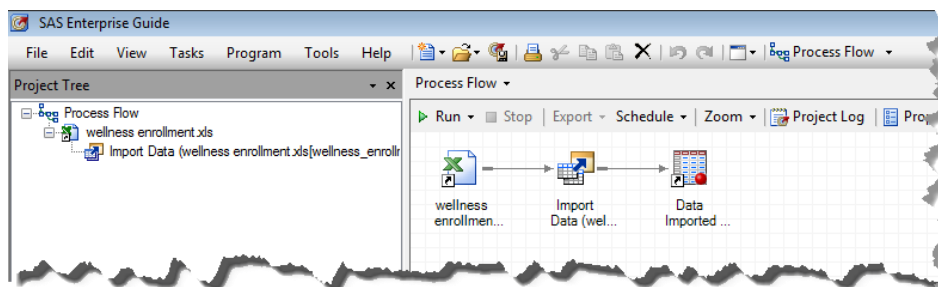 SAS Enterprise Guide
File Edit View Tasks Program Tools Help Process Flow
Project Tree
Process Flow
Process Flow
wellness enrollment.xls
Import Data (wellness enrollment.xls[wellness_enrollr
Run Stop Export Schedule Zoom Project Log Prop
wellness
enrollmen...
Import
Data (wel...
Data
Imported ...